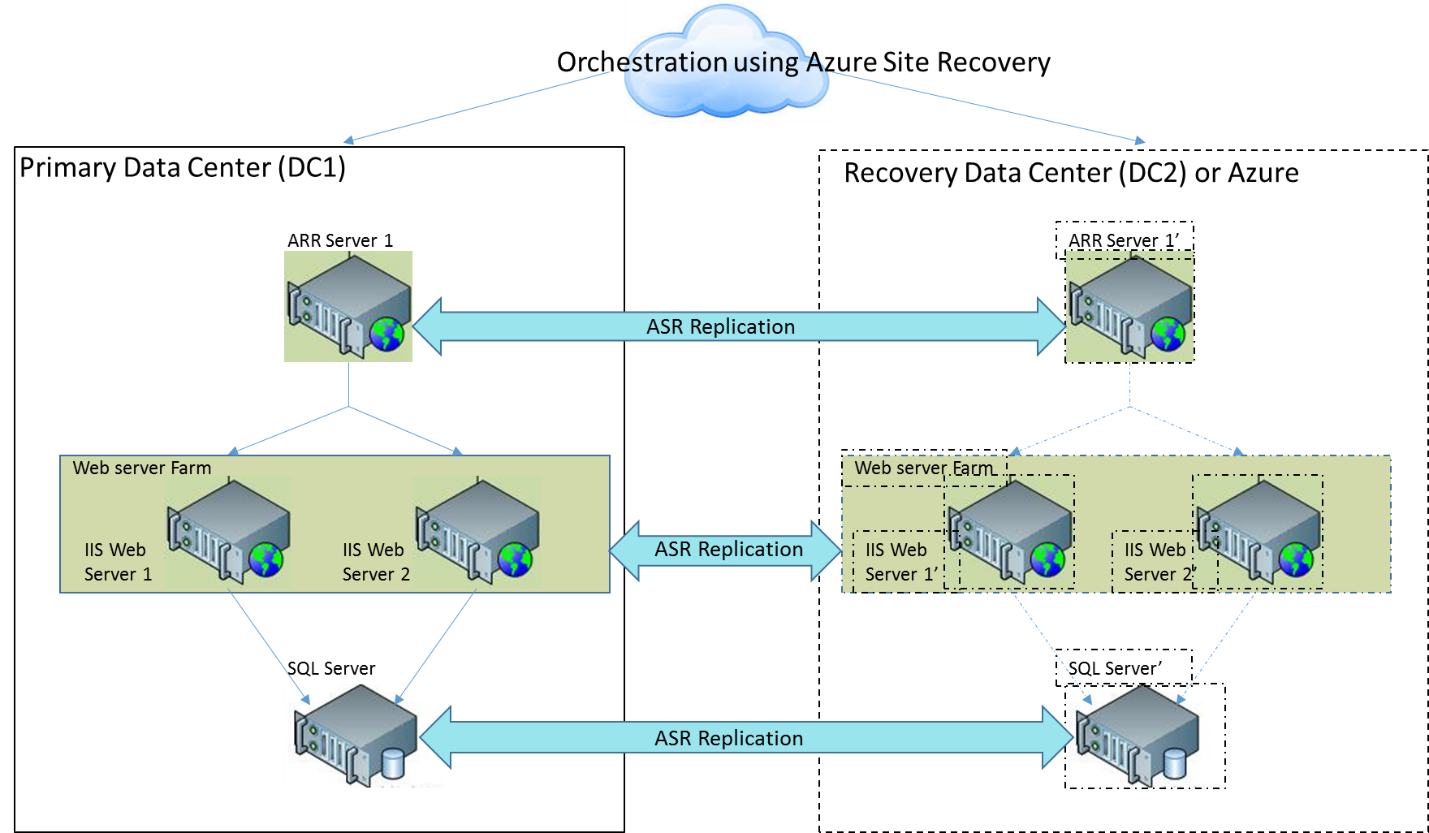 Orchestration using Azure Site Recovery
Primary Data Center (DC1)
Recovery Data Center (DC2) or Azure
ARR Server 1
ARR Server 1’
ASR Replication
Web server Farm
Web server Farm
IIS Web
Server 1
IIS Web
Server 2
ASR Replication
IIS Web
Server 1’
IIS Web
Server 2’
SQL Server
SQL Server’
ASR Replication